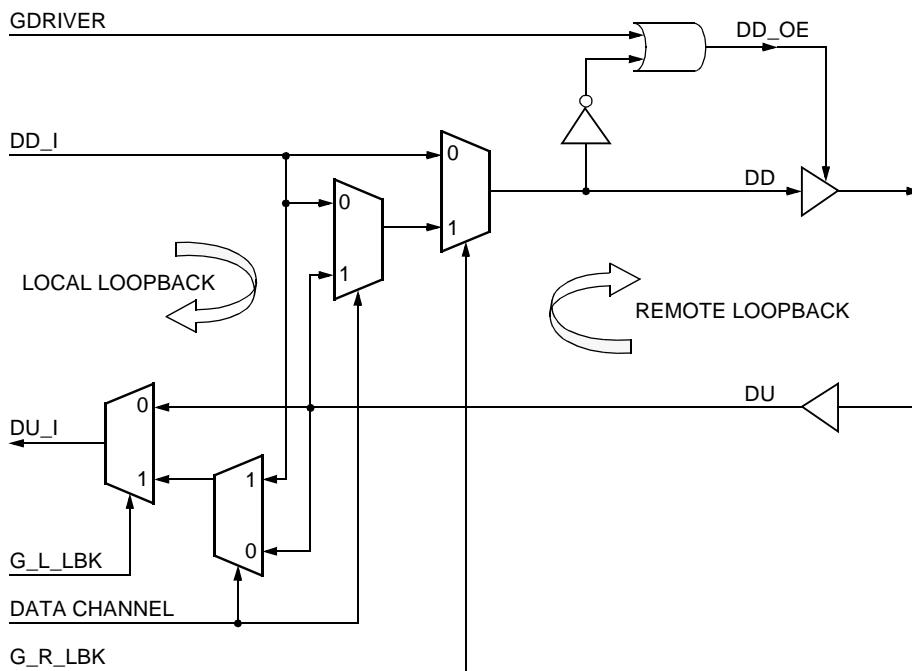 GDRIVER
DD_OE
DD_I
0
0
DD
1
1
LOCAL LOOPBACK
REMOTE LOOPBACK
DU
0
DU_I
1
1
0
G_L_LBK
DATA CHANNEL
G_R_LBK